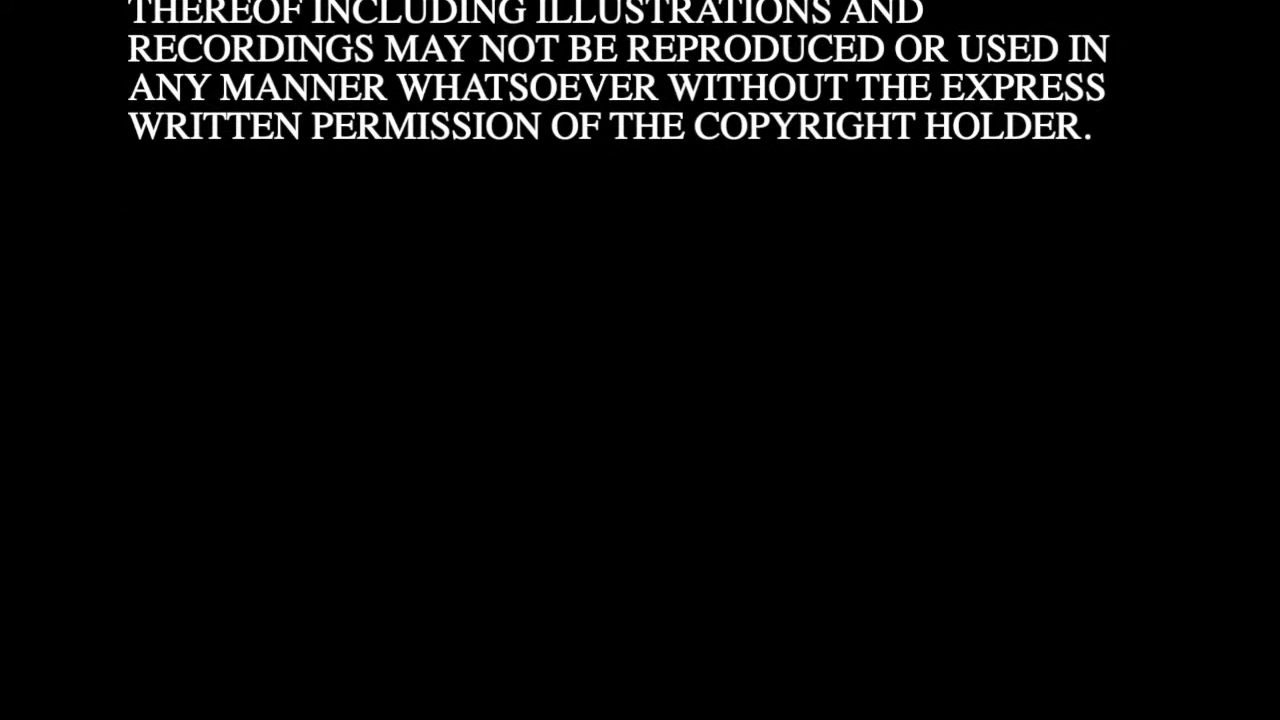 THEREOF INCLUDING ILLUSTRATIONS AND
RECORDINGS MAY NOT BE REPRODUCED OR USED IN
ANY MANNER WHATSOEVER WITHOUT THE EXPRESS
WRITTEN PERMISSION OF THE COPYRIGHT HOLDER.